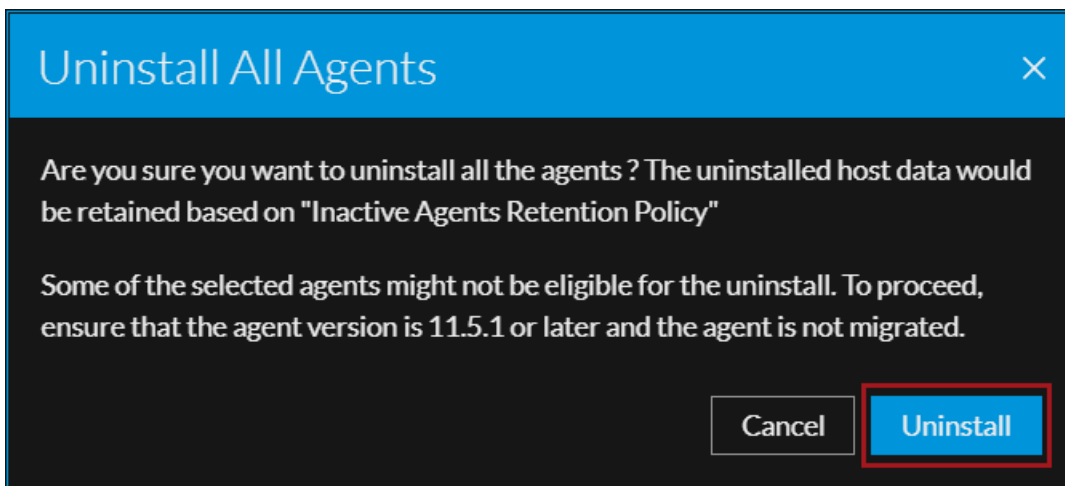 Uninstall All Agents
Are you sure you want to uninstall all the agents ? The uninstalled host data would
be retained based on "Inactive Agents Retention Policy"
Some of the selected agents might not be eligible for the uninstall. To proceed,
ensure that the agent version is 11.5.1 or later and the agent is not migrated.
Cancel
Uninstall